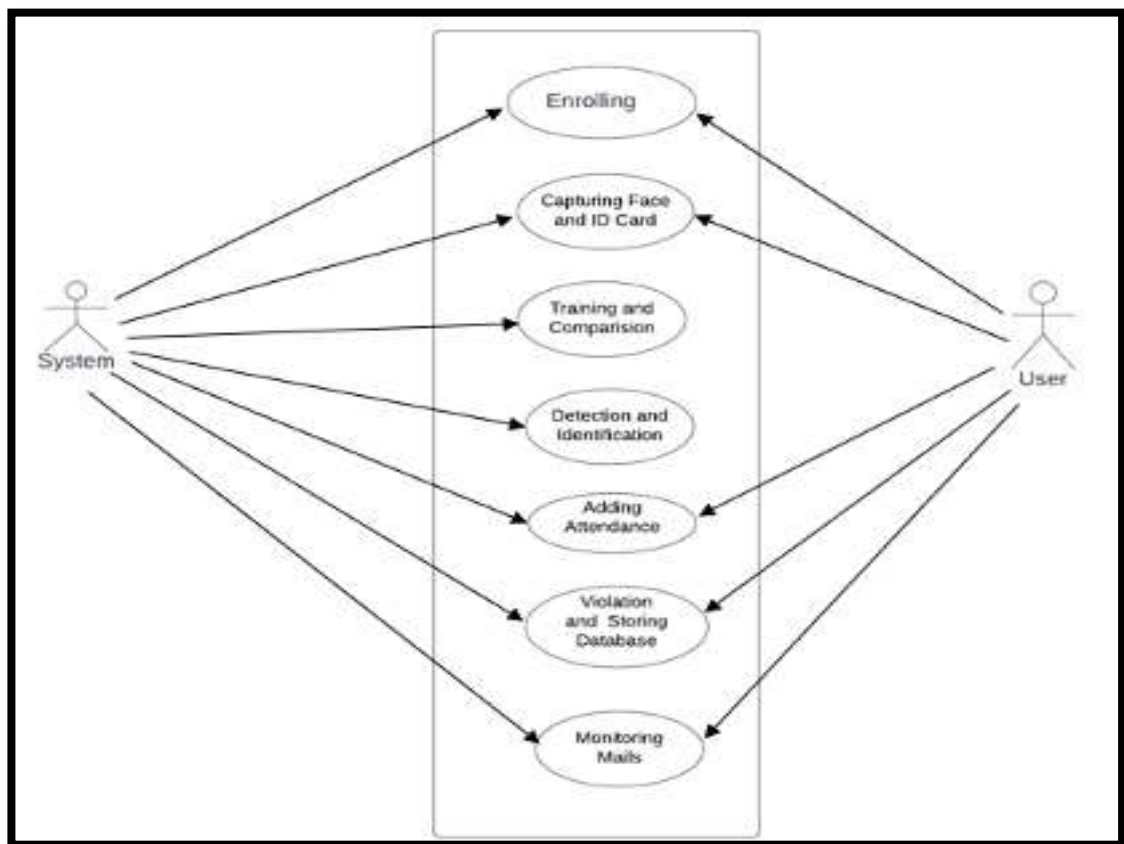 Enrolling
Capturing Face
and ID Card
Training and
Comparision
System
User
Detection and
Identification
Adding
Attendance
Violation
and Storing
Database
Monitoring
Mails